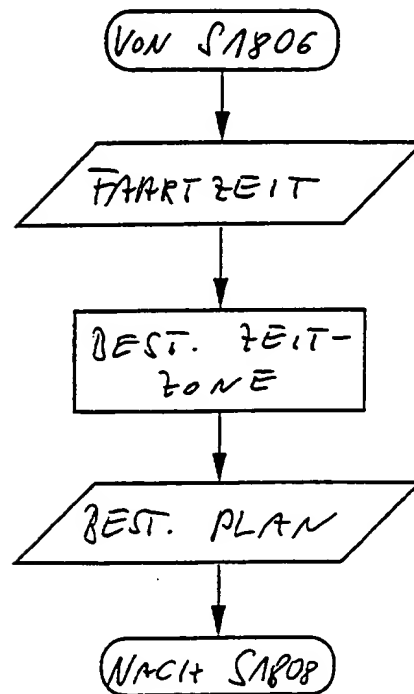 VON S1806
FAHRTZEIT
BEST. ZEIT-
ZONE
BEST. PLAN
NACH S1808